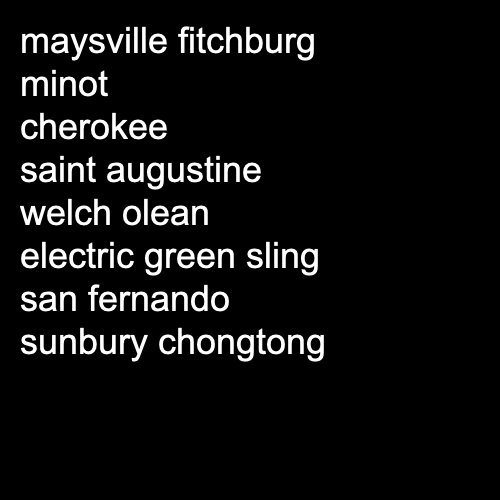 maysville fitchburg
minot
cherokee
saint augustine
welch olean
electric green sling
san fernando
sunbury chongtong